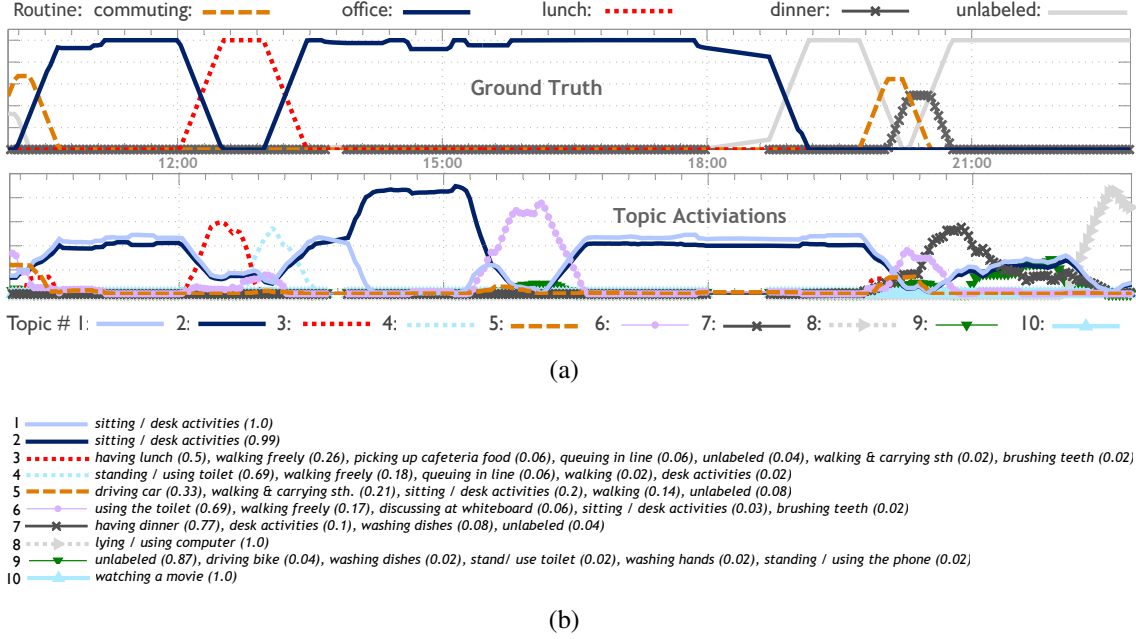 Routine: commuting: office: lunch: dinner: unlabeled:
Ground Truth
12:00 15:00 18:00 21:00
Topic Activiations
Topic # 1: 2: 3: 4: 5: 6: 7: 8: 9: 10:
(a)
1 sitting / desk activities (1.0)
2 sitting / desk activities (0.99)
3 having lunch (0.5), walking freely (0.26), picking up cafeteria food (0.06), queuing in line (0.06), unlabeled (0.04), walking & carrying sth (0.02), brushing teeth (0.02)
4 standing / using toilet (0.69), walking freely (0.18), queuing in line (0.06), walking (0.02), desk activities (0.02)
5 driving car (0.33), walking & carrying sth. (0.21), sitting / desk activities (0.2), walking (0.14), unlabeled (0.08)
6 using the toilet (0.69), walking freely (0.17), discussing at whiteboard (0.06), sitting / desk activities (0.03), brushing teeth (0.02)
7 having dinner (0.77), desk activities (0.1), washing dishes (0.08), unlabeled (0.04)
8 lying / using computer (1.0)
9 unlabeled (0.87), driving bike (0.04), washing dishes (0.02), stand/ use toilet (0.02), washing hands (0.02), standing / using the phone (0.02)
10 watching a movie (1.0)
(b)